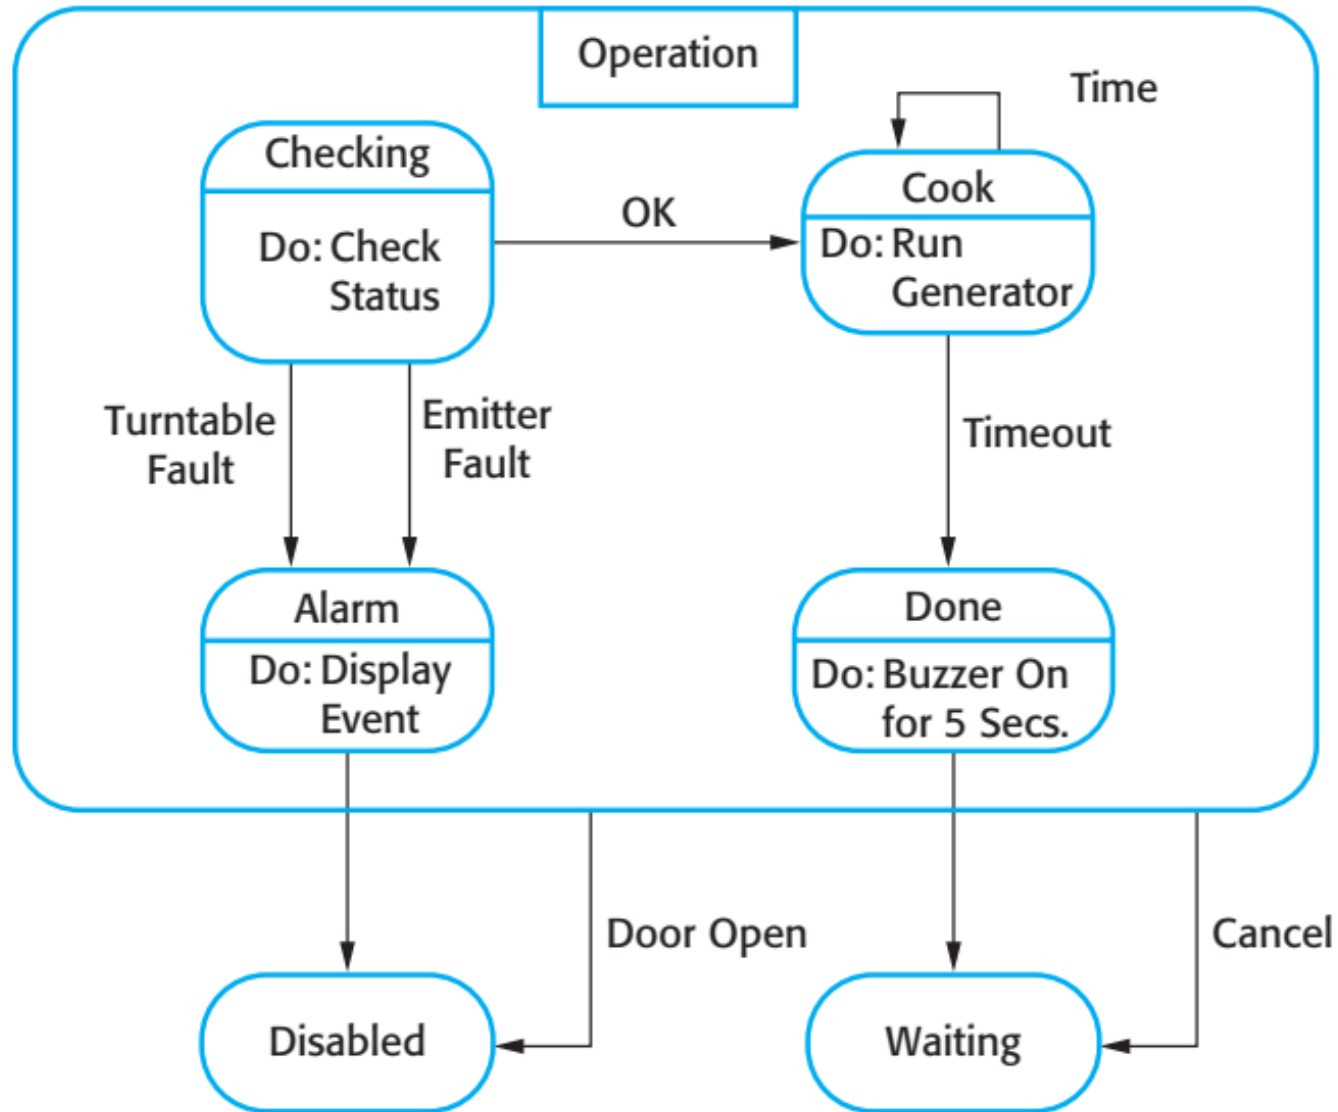 Operation
Time
Checking
Cook
OK
Do: Check
Status
Do: Run
Generator
Turntable
Fault
Emitter
Fault
Timeout
Alarm
Done
Do: Display
Event
Do: Buzzer On
for 5 Secs.
Door Open
Cancel
Disabled
Waiting